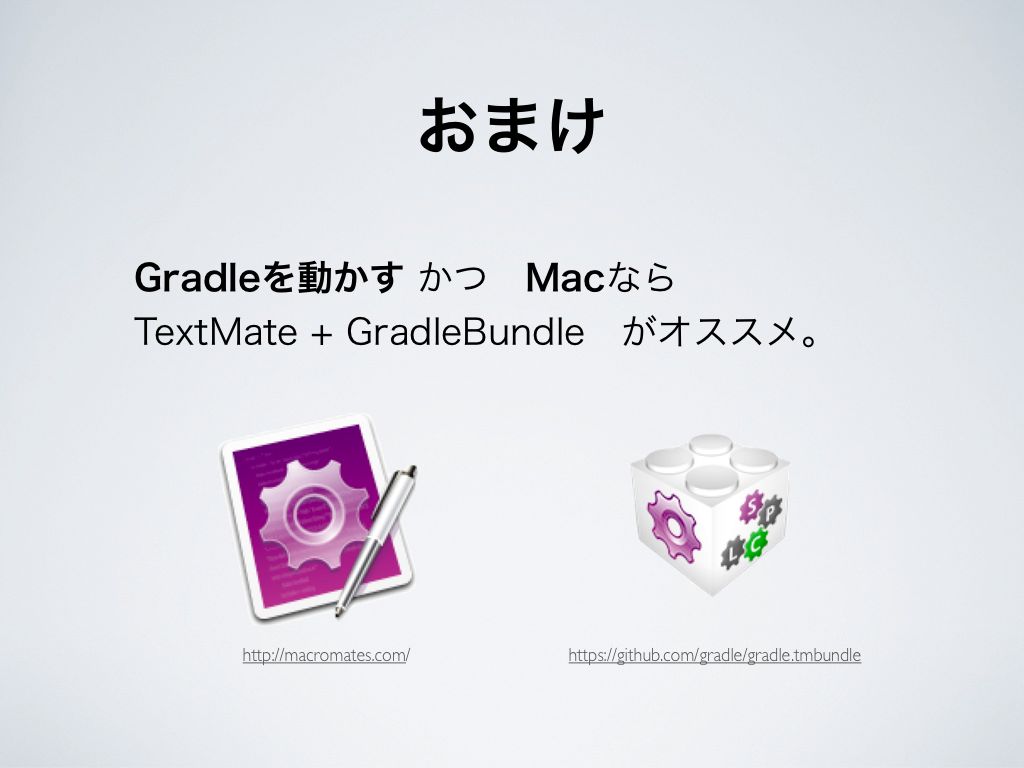 おまけ
Gradleを動かす かつ　Macなら
TextMate + GradleBundle　がオススメ。
S P
L C
http://macromates.com/
https://github.com/gradle/gradle.tmbundle